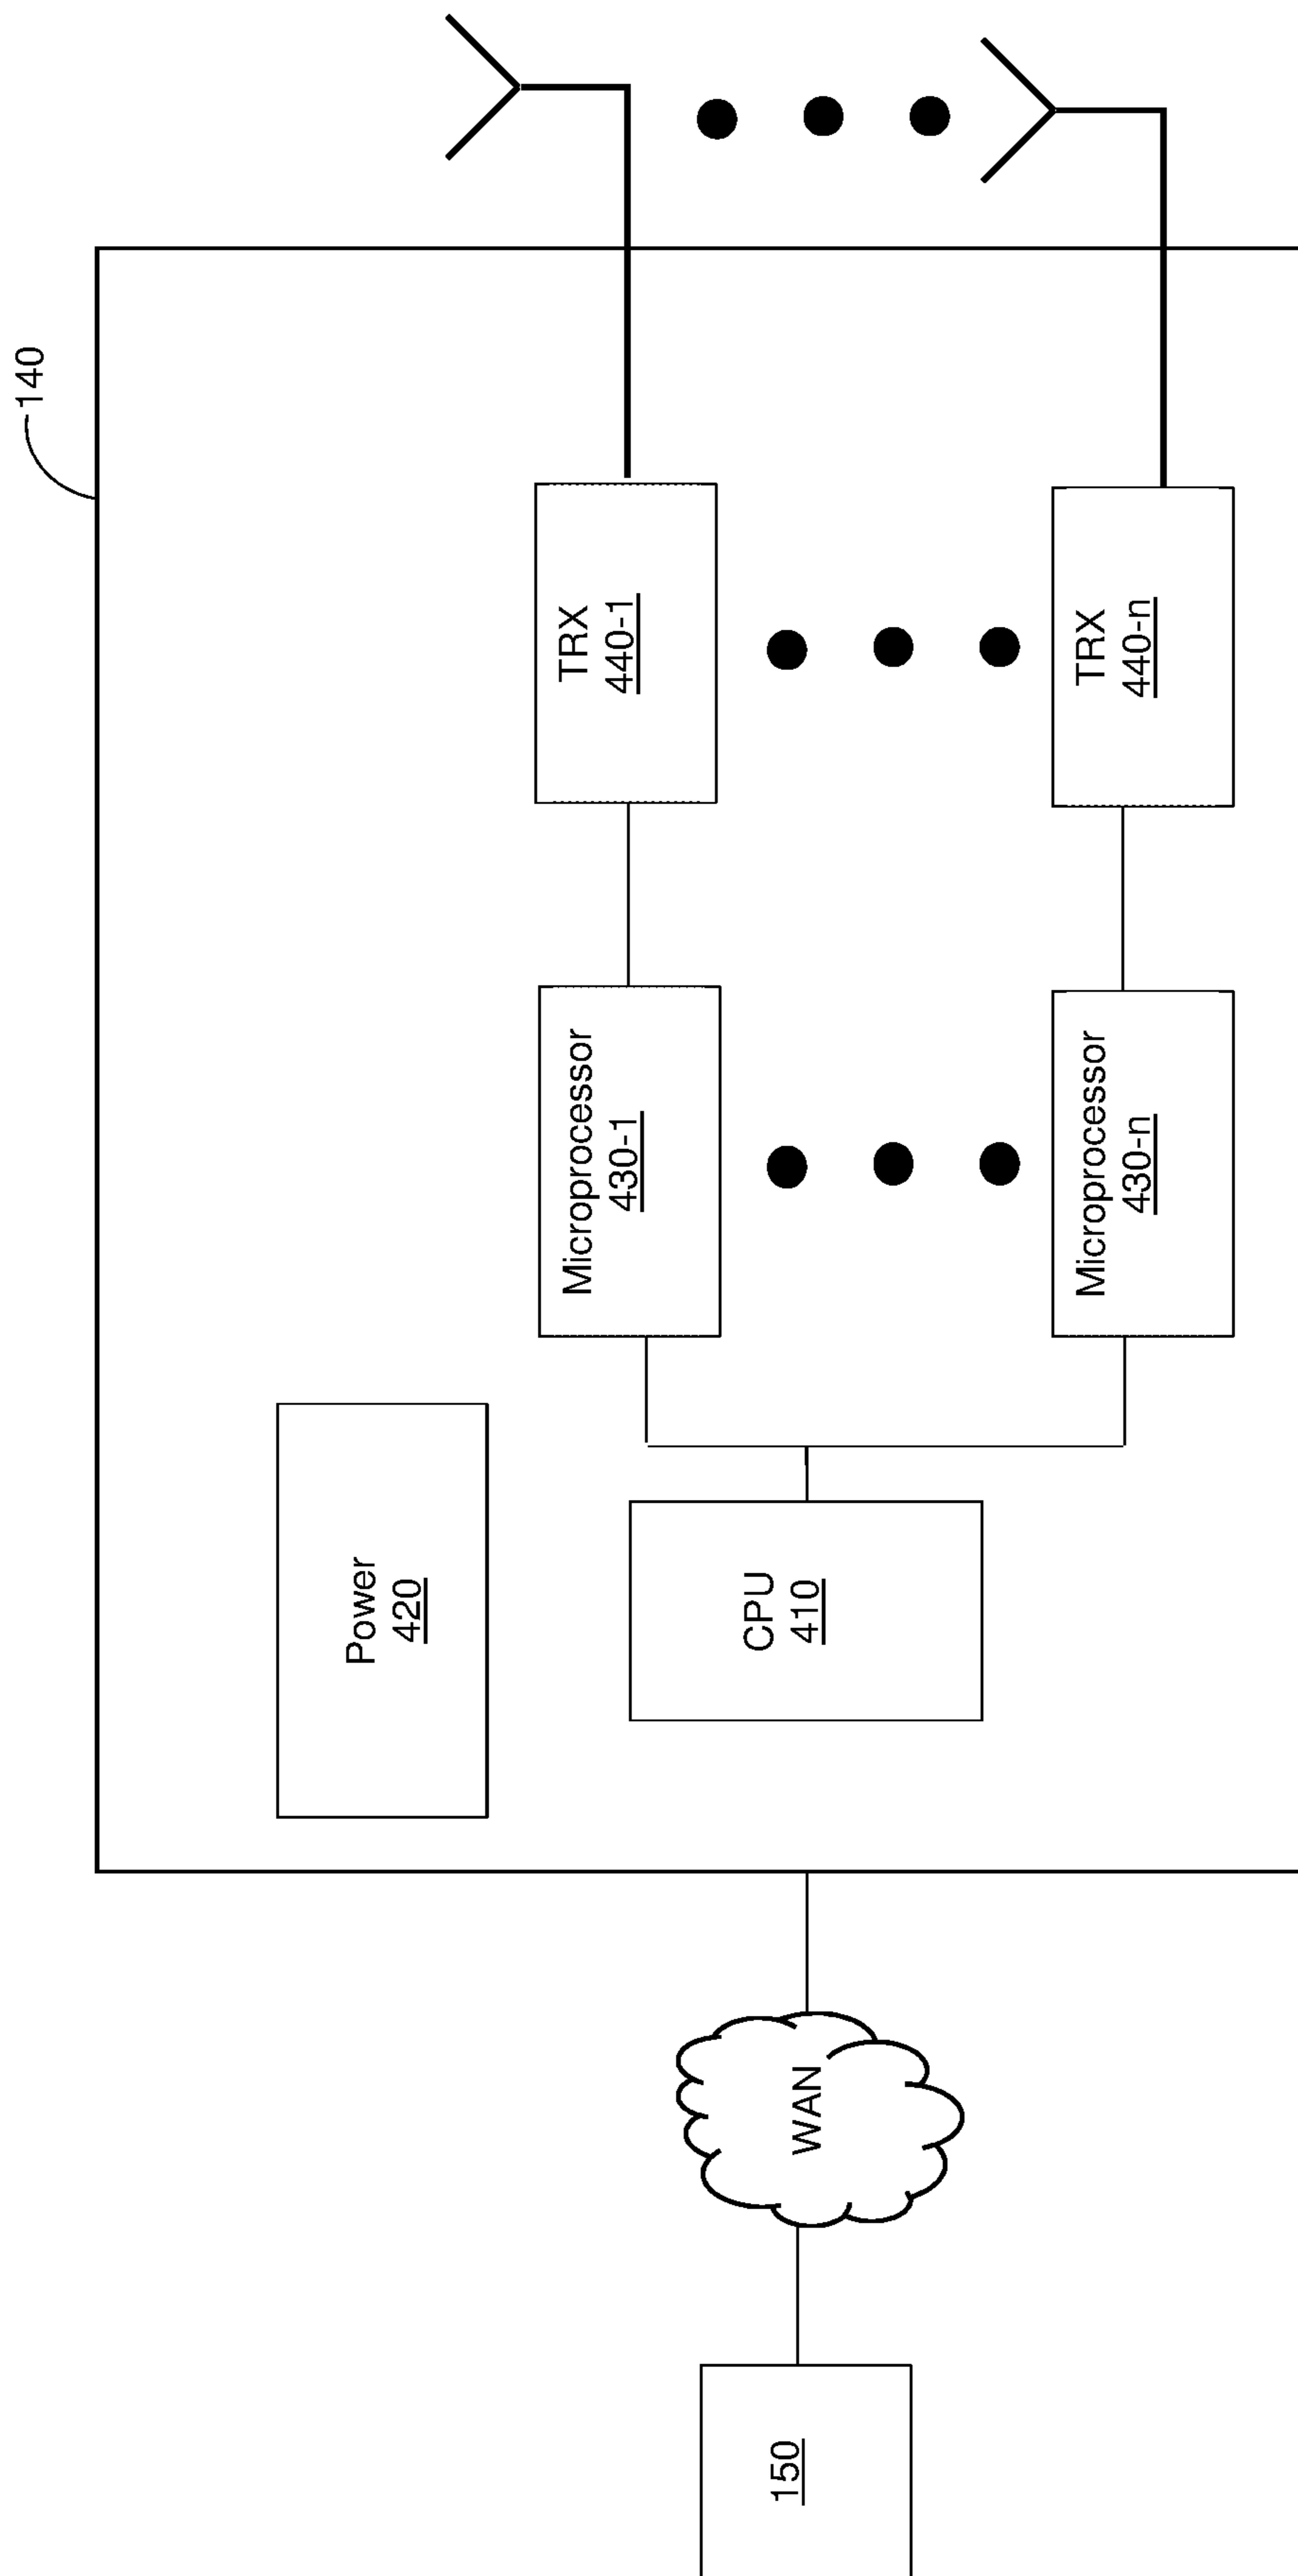 140
Power
420
TRX
440-1
Microprocessor
430-1
CPU
410
WAN
150
TRX
440-n
Microprocessor
430-n